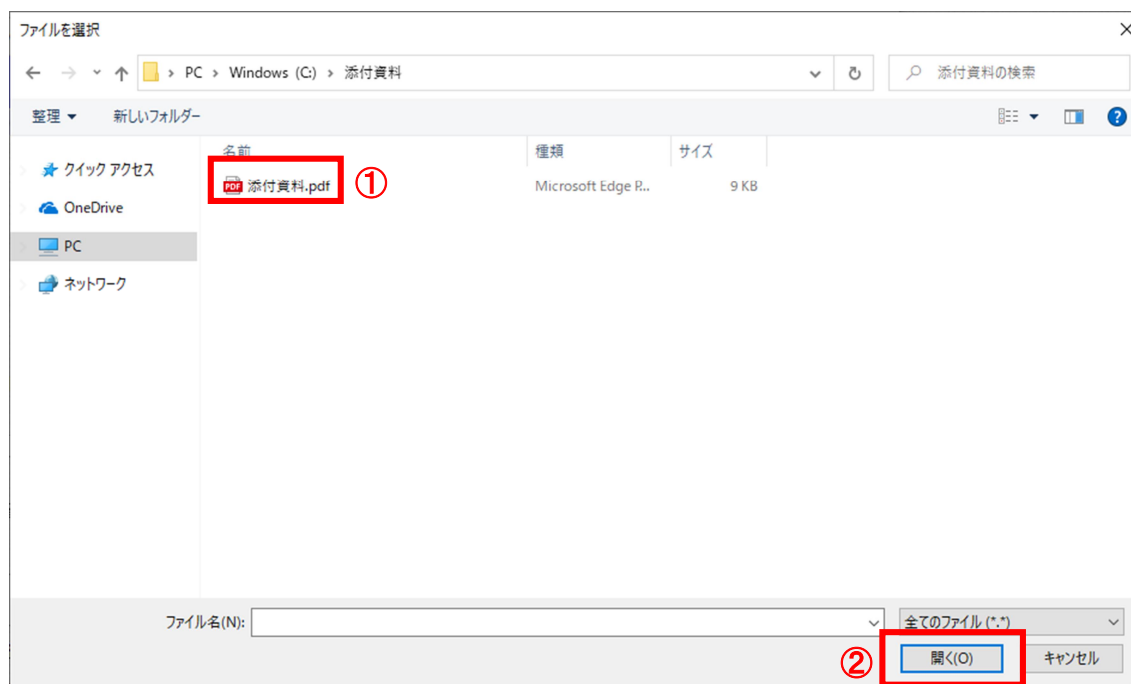 ファイルを選択
PC › Windows (C:) › 添付資料
添付資料の検索
整理 新しいフォルダー
?
名前 種類 サイズ
クイック アクセス
PDF 添付資料.pdf ① Microsoft Edge P... 9 KB
OneDrive
PC
ネットワーク
ファイル名(N):
全てのファイル (*.*)
② 開く(O) キャンセル